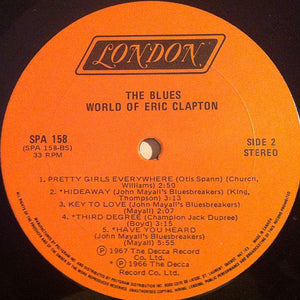 LONDON
THE BLUES
WORLD OF ERIC CLAPTON
SPA 158
(SPA 158-BS)
33 RPM
SIDE 2
STEREO
1. PRETTY GIRLS EVERYWHERE (Otis Spann) (Church,
Williams) 2:50
2. *HIDEAWAY (John Mayall's Bluesbreakers) (King,
Thompson) 3:13
3. KEY TO LOVE (John Mayall's Bluesbreakers)
(Mayall) 2:07
4. *THIRD DEGREE (Champion Jack Dupree)
(Boyd) 3:15
5. *HAVE YOU HEARD
(John Mayall's Bluesbreakers)
(Mayall) 5:55
℗ 1967 The Decca Record
Co. Ltd.
*℗ 1966 The Decca
Record Co. Ltd.